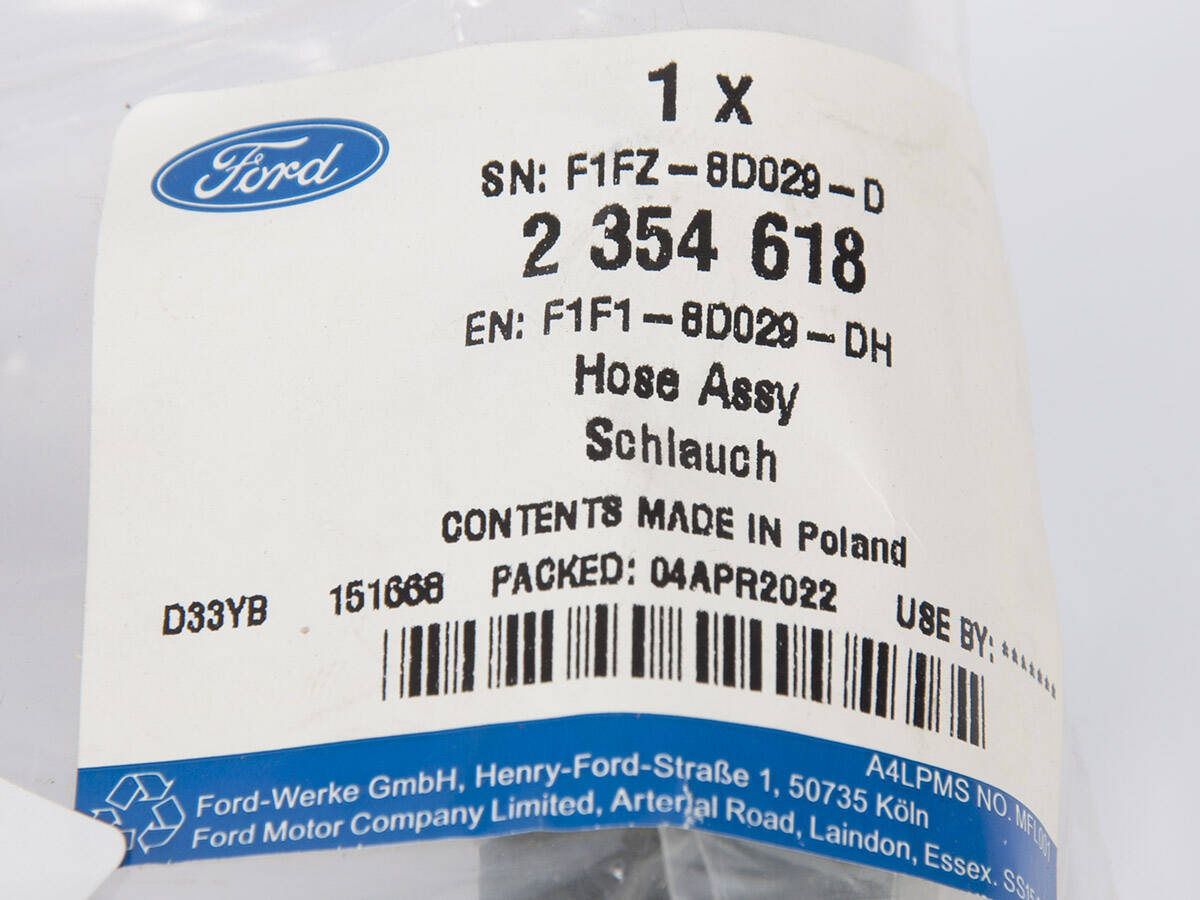 Ford
1 x
SN: F1FZ-8D029-D
2 354 618
EN: F1F1-8D029-DH
Hose Assy
Schlauch
CONTENTS MADE IN Poland
D33YB 151668 PACKED: 04APR2022 USE BY: *******
A4LPMS NO. MFL001
Ford-Werke GmbH, Henry-Ford-Straße 1, 50735 Köln
Ford Motor Company Limited, Arterial Road, Laindon, Essex.